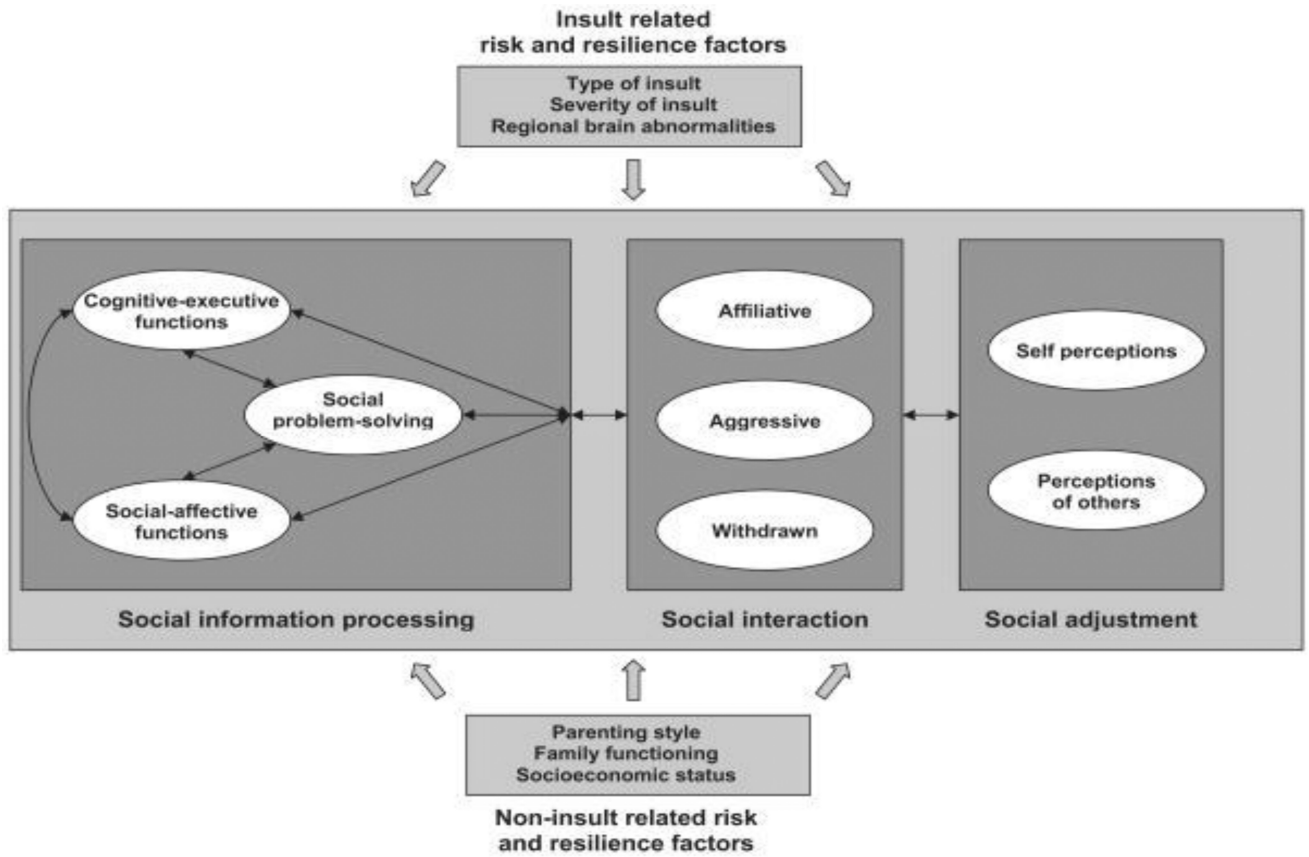 Insult related
risk and resilience factors
Type of insult
Severity of insult
Regional brain abnormalities
Cognitive-executive
functions
Social
problem-solving
Social-affective
functions
Social information processing
Affiliative
Aggressive
Withdrawn
Social interaction
Self perceptions
Perceptions
of others
Social adjustment
Parenting style
Family functioning
Socioeconomic status
Non-insult related risk
and resilience factors